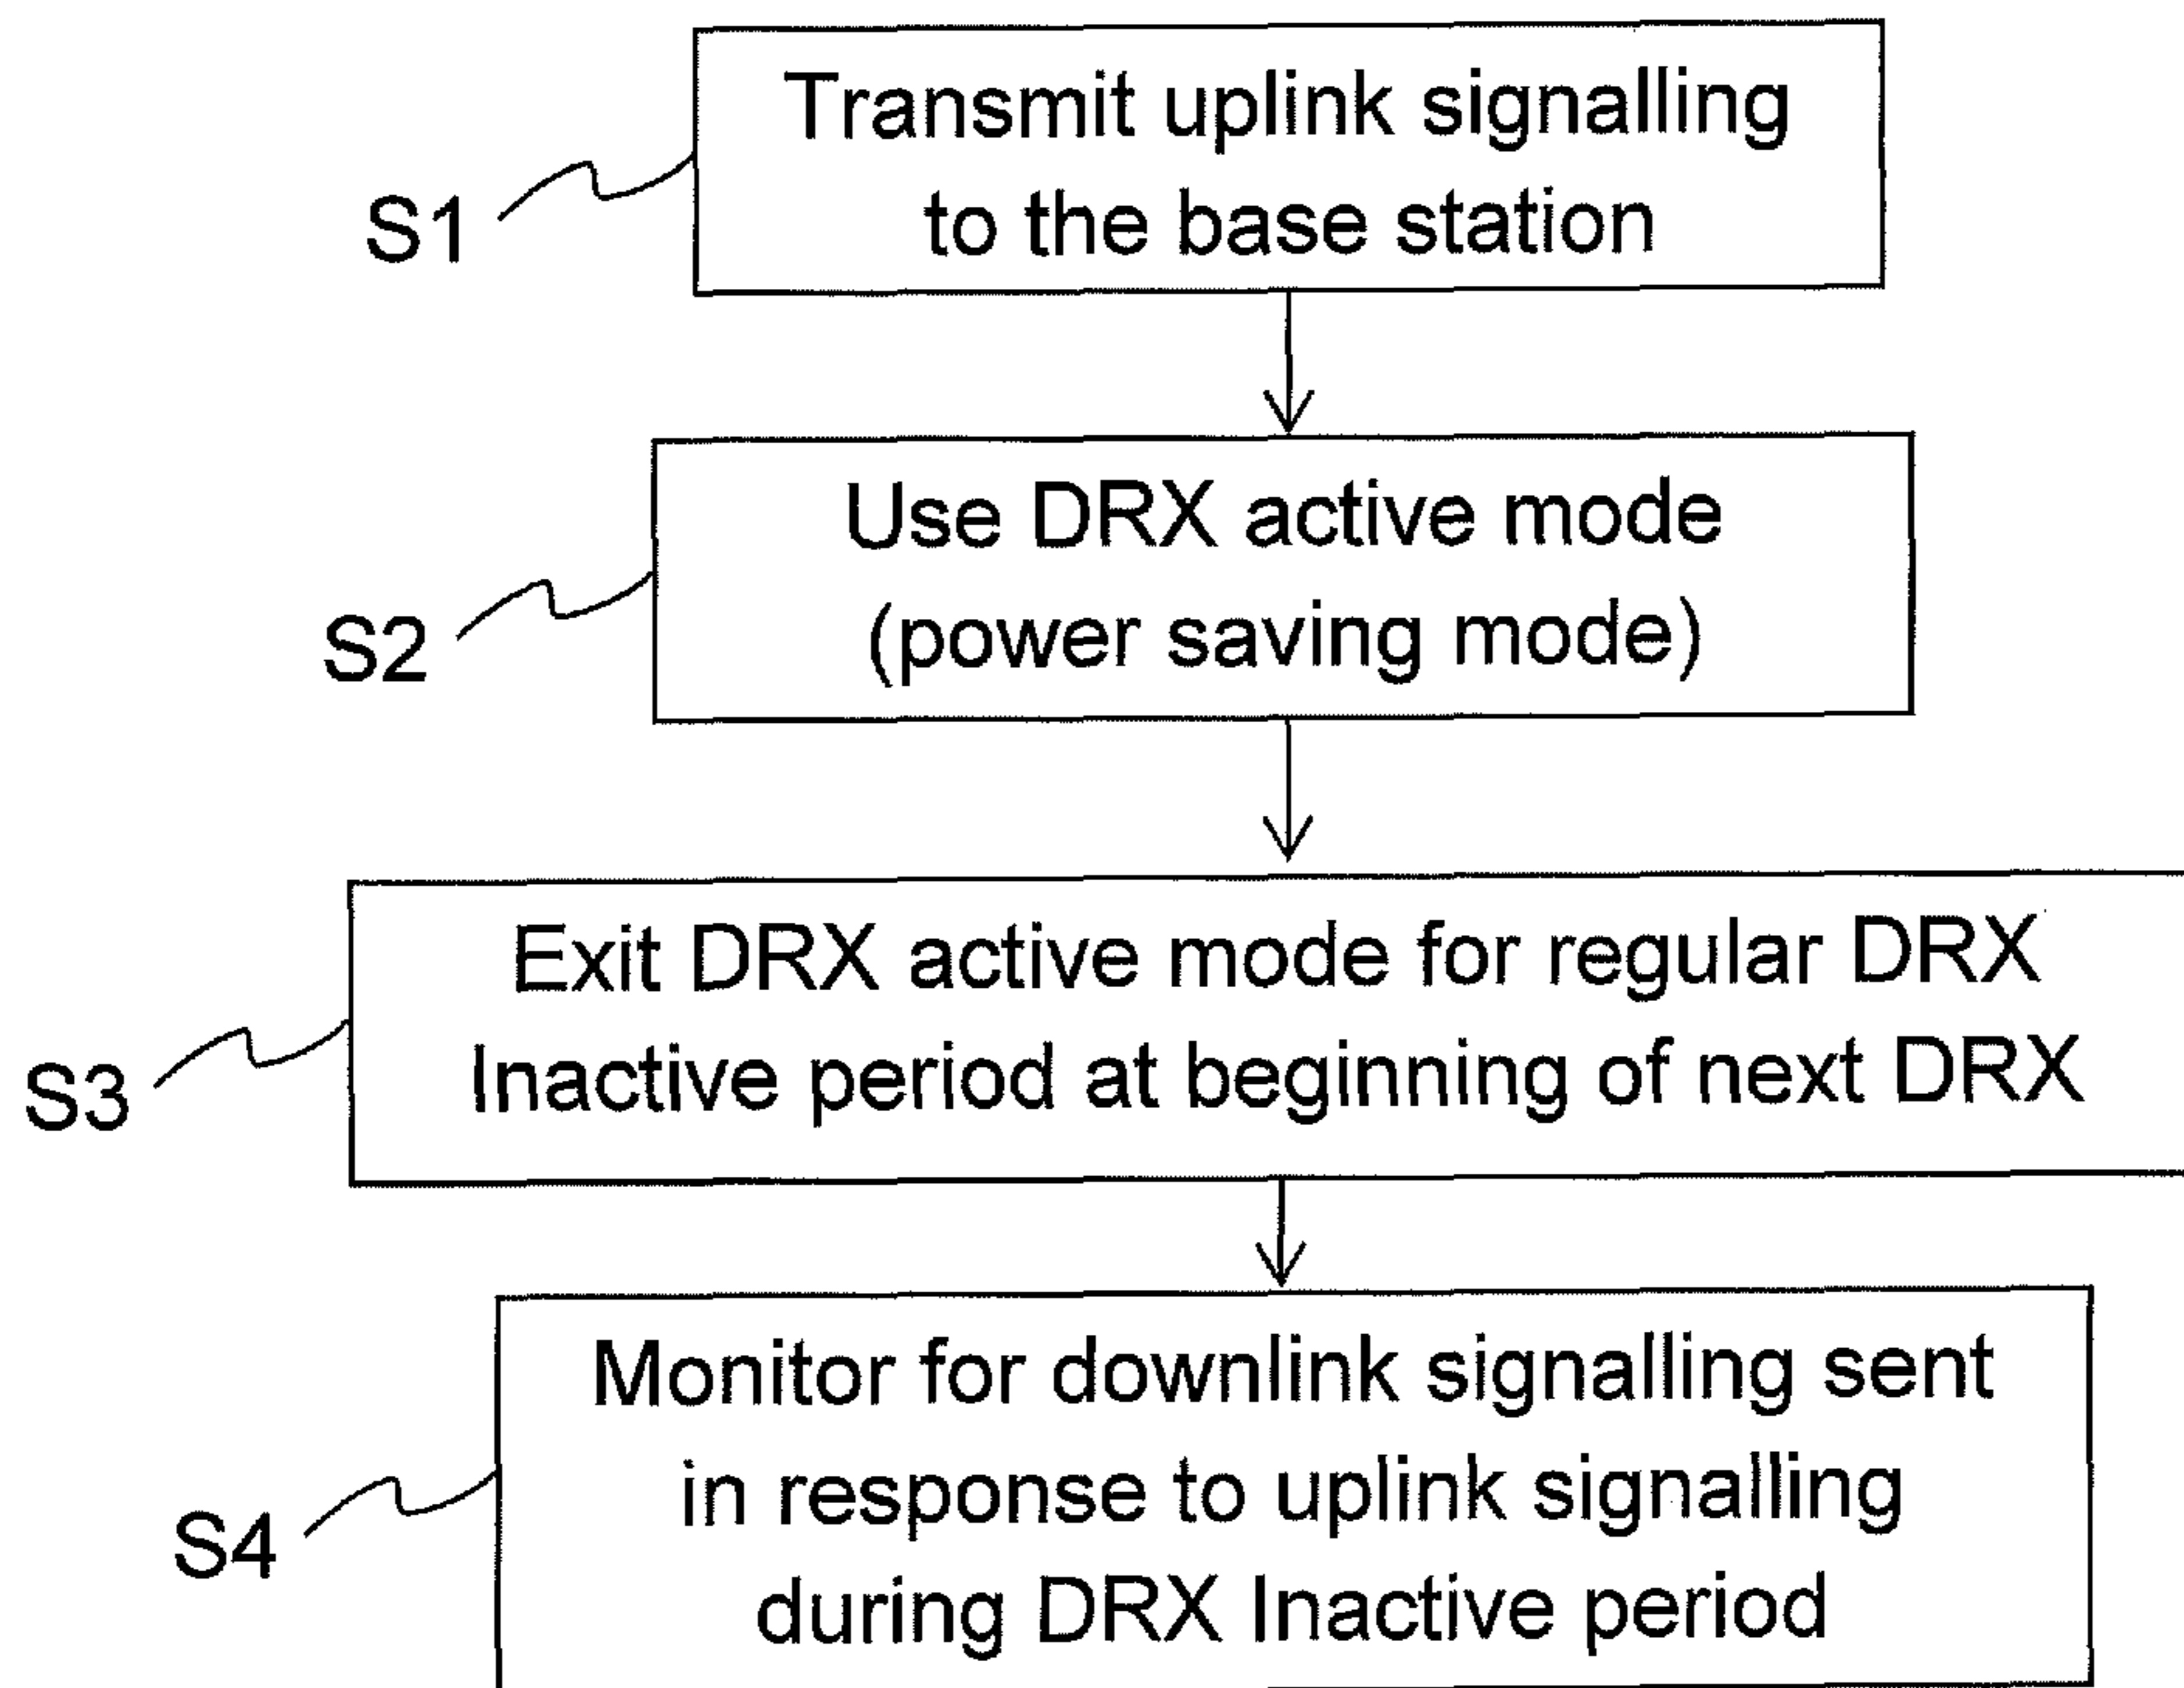 Transmit uplink signalling
to the base station
S1
Use DRX active mode
(power saving mode)
S2
Exit DRX active mode for regular DRX
Inactive period at beginning of next DRX
S3
Monitor for downlink signalling sent
in response to uplink signalling
during DRX Inactive period
S4